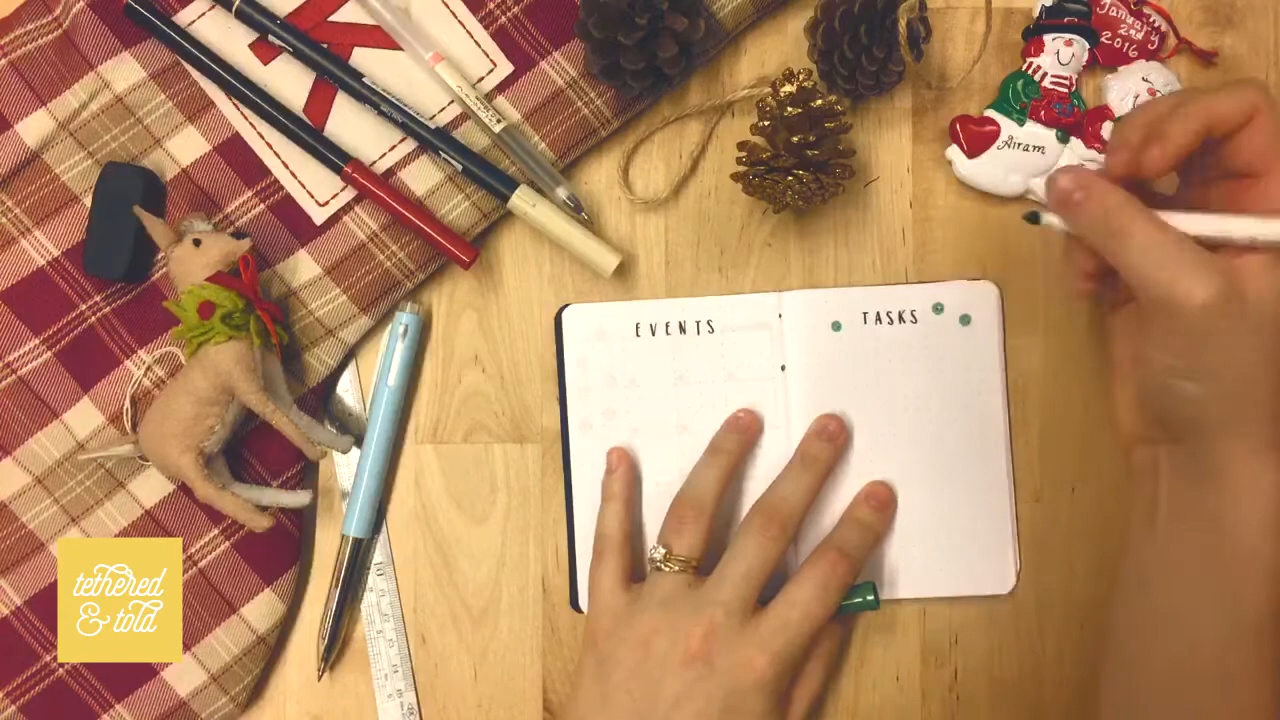 January
2nd
2016
Airam
EVENTS
TASKS
tethered
& told